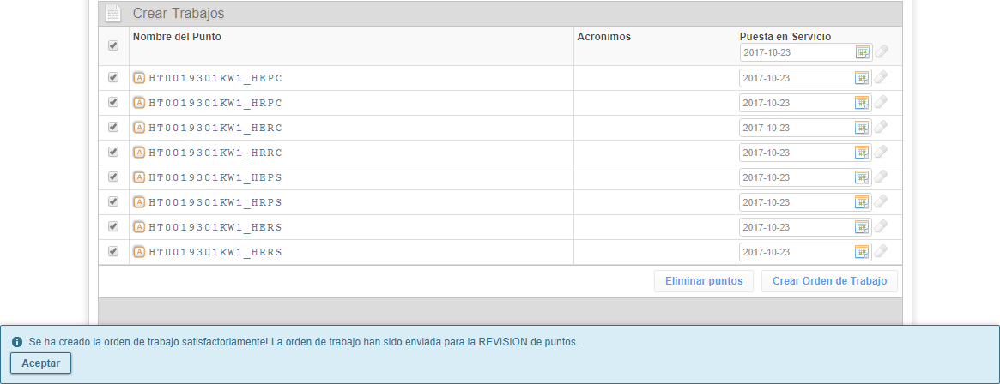 Crear Trabajos
Nombre del Punto Acronimos Puesta en Servicio
2017-10-23
A HT0019301KW1_HEPC 2017-10-23
A HT0019301KW1_HRPC 2017-10-23
A HT0019301KW1_HERC 2017-10-23
A HT0019301KW1_HRRC 2017-10-23
A HT0019301KW1_HEPS 2017-10-23
A HT0019301KW1_HRPS 2017-10-23
A HT0019301KW1_HERS 2017-10-23
A HT0019301KW1_HRRS 2017-10-23
Eliminar puntos Crear Orden de Trabajo
Se ha creado la orden de trabajo satisfactoriamente! La orden de trabajo han sido enviada para la REVISION de puntos.
Aceptar